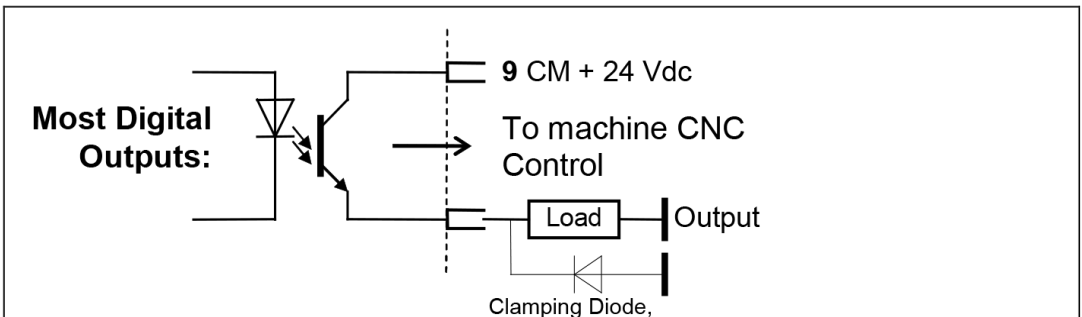 Most Digital
Outputs:
9 CM + 24 Vdc
To machine CNC
Control
Load
Output
Clamping Diode,